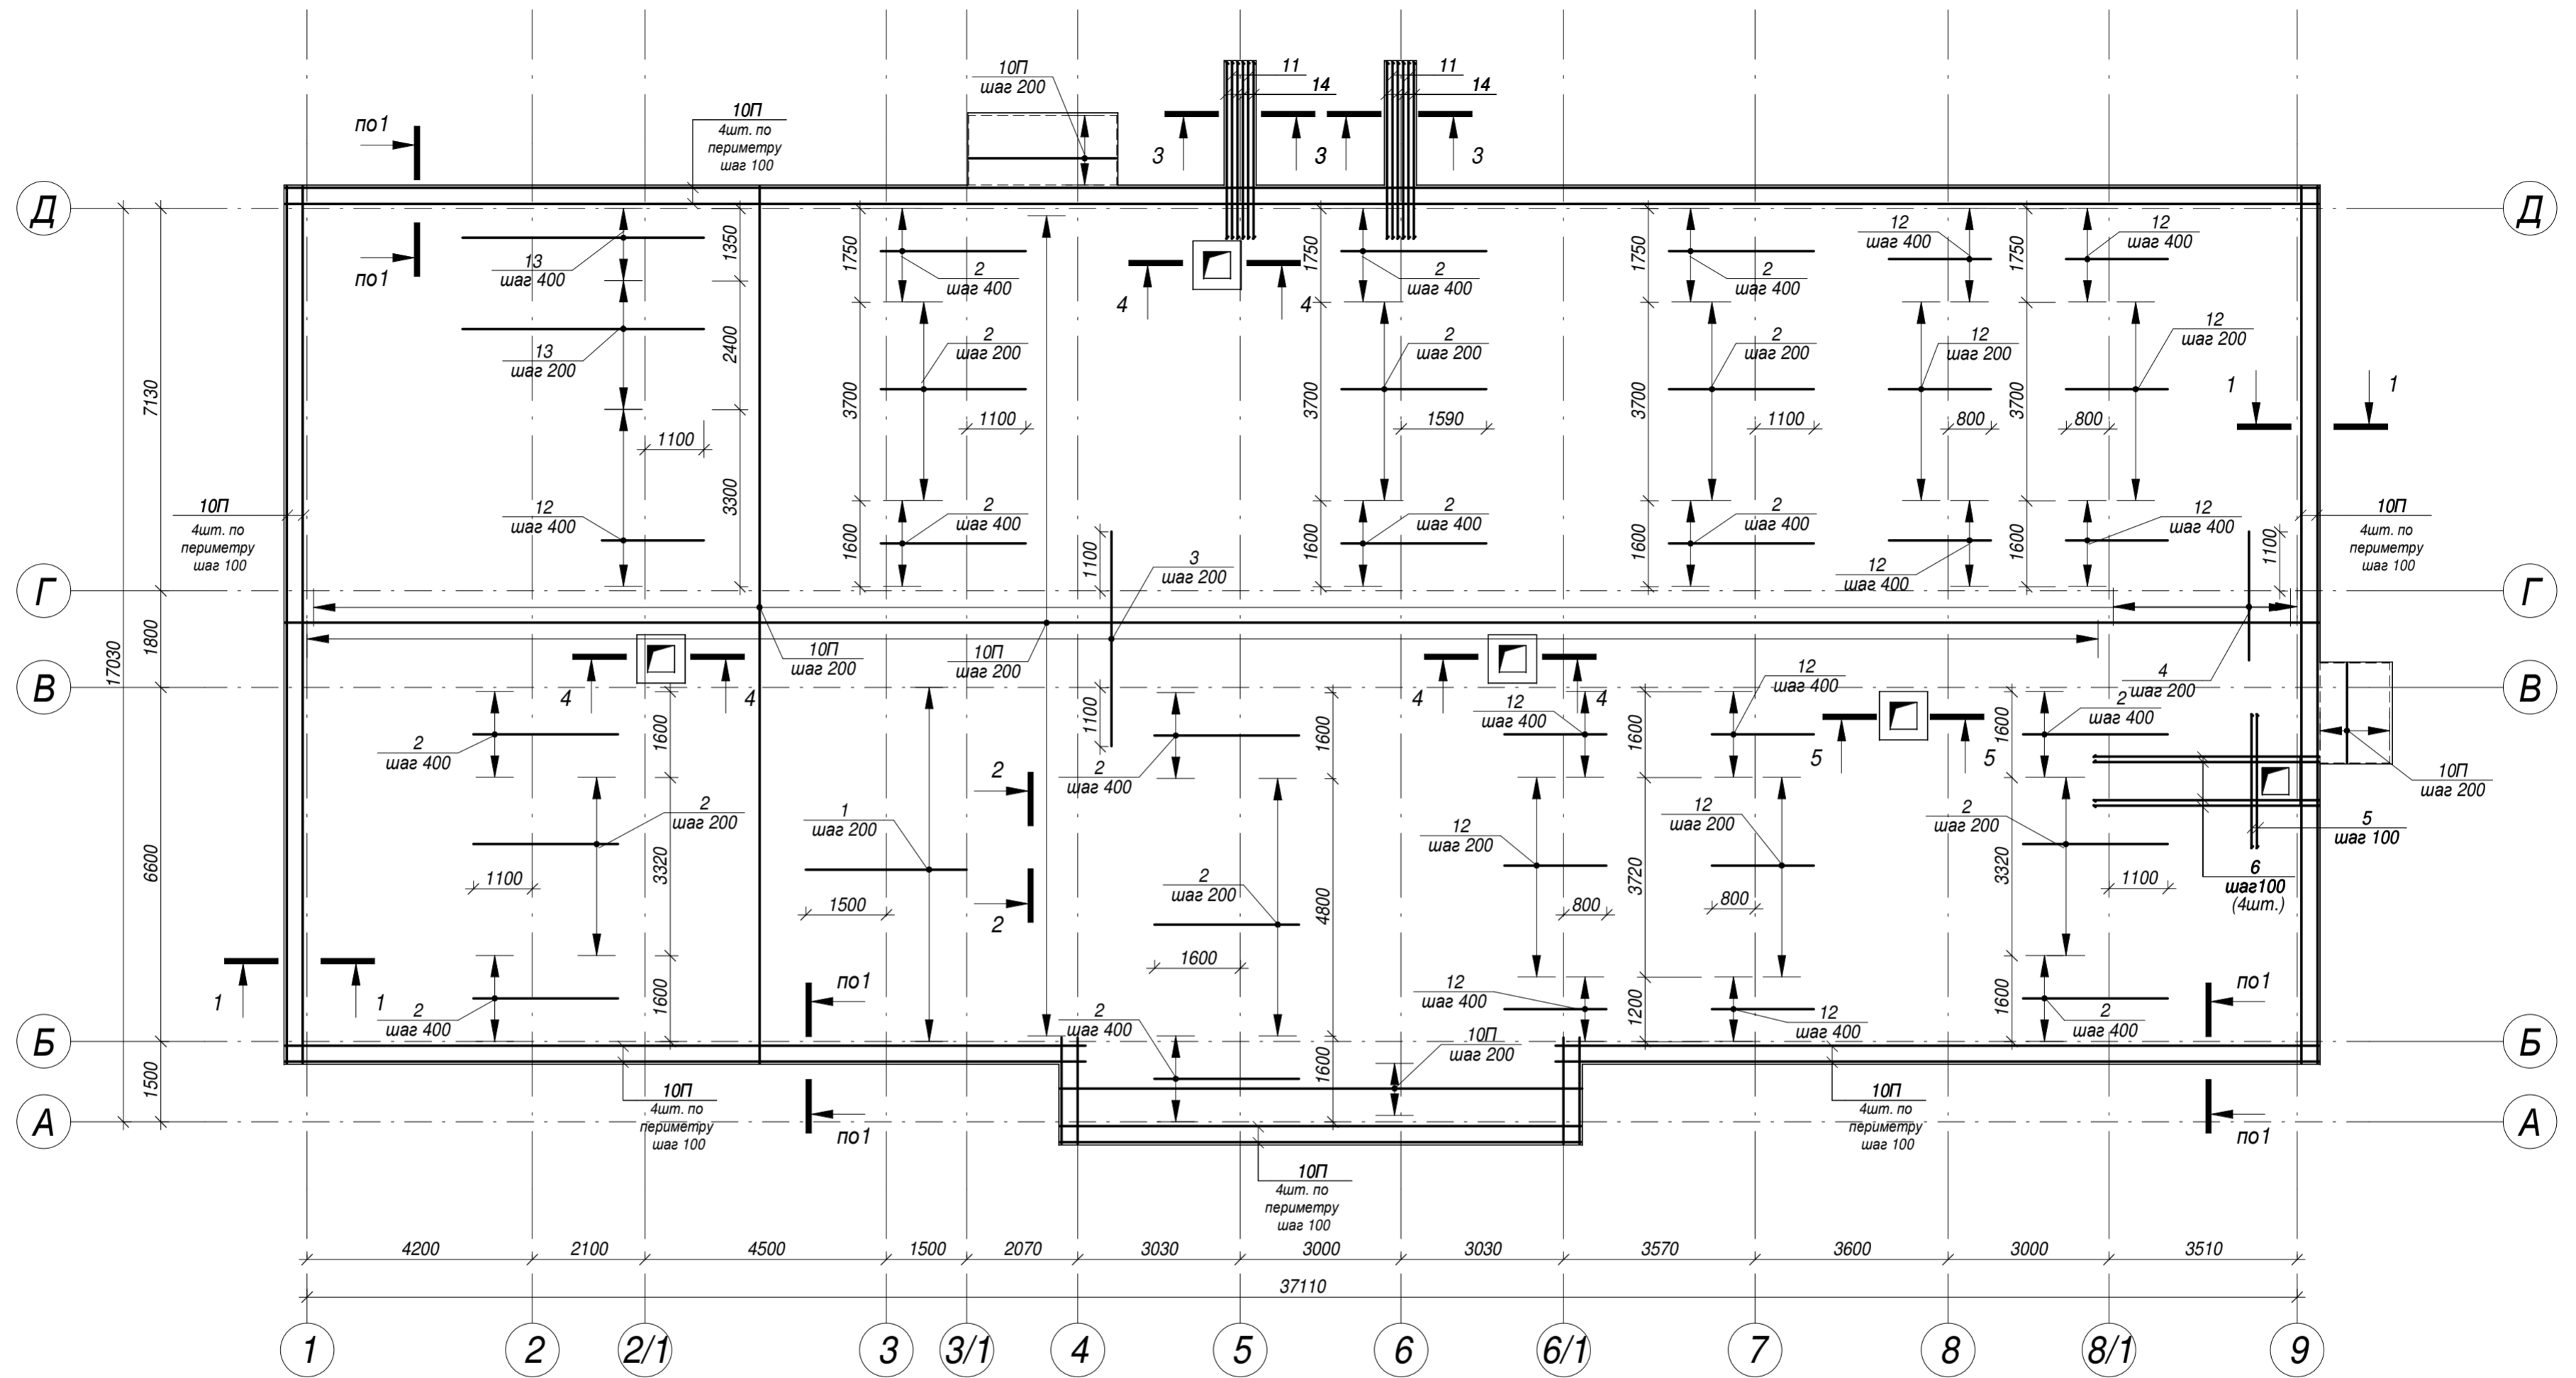 10П
шаг 200
11
14
11
14
по1
10П
4шт. по
периметру
шаг 100
3
3
3
3
Д
Д
по1
13
шаг 400
1350
1750
2
шаг 400
4
4
1750
2
шаг 400
1750
2
шаг 400
12
шаг 400
1750
12
шаг 400
7130
13
шаг 200
2400
3700
2
шаг 200
3700
2
шаг 200
3700
2
шаг 200
12
шаг 200
3700
12
шаг 200
1
1
1100
1100
1590
1100
800
800
10П
4шт. по
периметру
шаг 100
12
шаг 400
3300
1600
2
шаг 400
1100
3
шаг 200
1600
2
шаг 400
1600
2
шаг 400
12
шаг 400
1600
12
шаг 400
1100
10П
4шт. по
периметру
шаг 100
Г
Г
17030
1800
10П
шаг 200
10П
шаг 200
4
4
4
4
12
шаг 400
4
шаг 200
В
В
2
шаг 400
1600
1100
2
шаг 400
1600
12
шаг 400
1600
5
5
1600
2
шаг 400
10П
шаг 200
6600
2
шаг 200
3320
1100
1
шаг 200
1500
2
2
2
шаг 200
4800
1600
12
шаг 200
800
3720
12
шаг 200
800
2
шаг 200
3320
1100
5
шаг 100
6
шаг100
(4шт.)
1
1
2
шаг 400
1600
по1
2
шаг 400
12
шаг 400
1200
12
шаг 400
1600
2
шаг 400
по1
Б
Б
1500
10П
4шт. по
периметру
шаг 100
по1
1600
10П
шаг 200
10П
4шт. по
периметру
шаг 100
по1
А
А
10П
4шт. по
периметру
шаг 100
4200
2100
4500
1500
2070
3030
3000
3030
3570
3600
3000
3510
37110
1
2
2/1
3
3/1
4
5
6
6/1
7
8
8/1
9